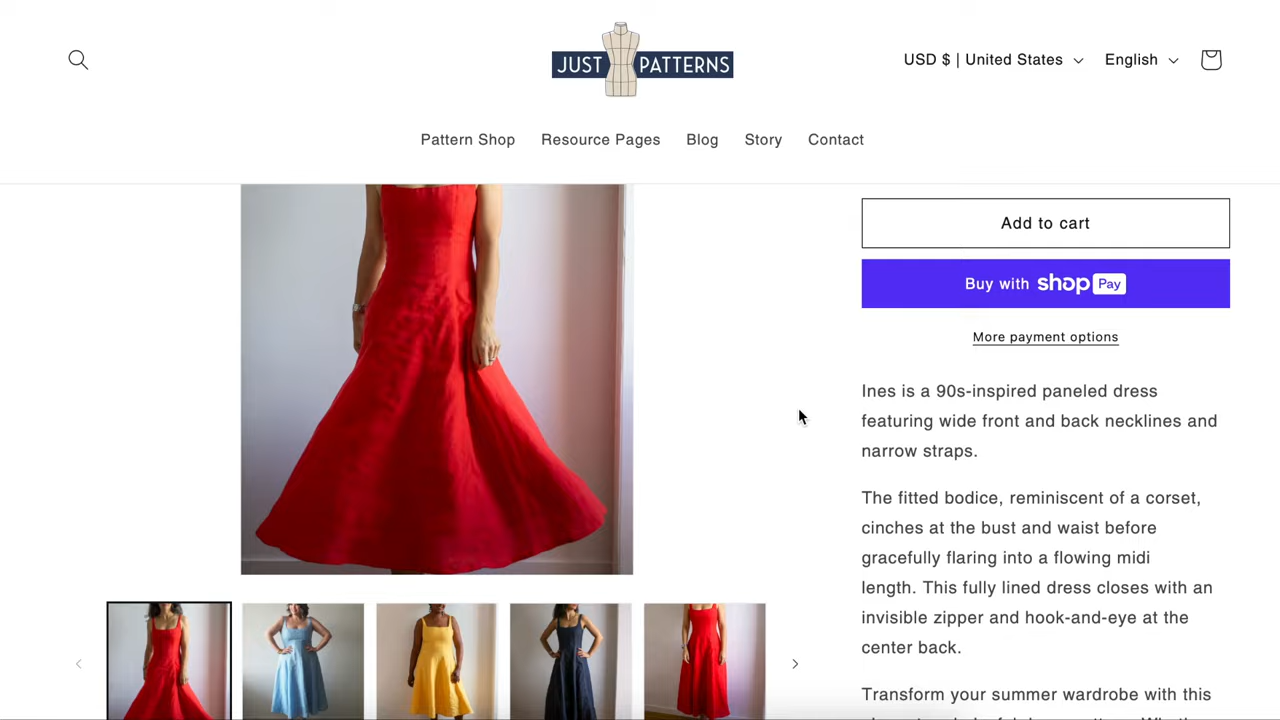 JUST PATTERNS
USD $ | United States
English
Pattern Shop
Resource Pages
Blog
Story
Contact
Add to cart
Buy with shop Pay
More payment options
Ines is a 90s-inspired paneled dress
featuring wide front and back necklines and
narrow straps.
The fitted bodice, reminiscent of a corset,
cinches at the bust and waist before
gracefully flaring into a flowing midi
length. This fully lined dress closes with an
invisible zipper and hook-and-eye at the
center back.
Transform your summer wardrobe with this